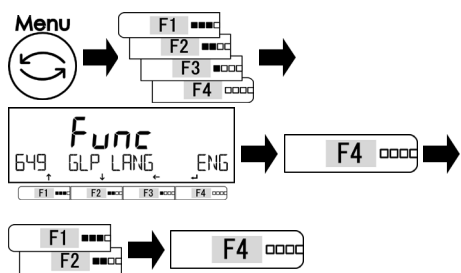 Menu
F1
F2
F3
F4
Func
649 GLP LANG ENG
F1 F2 F3 F4
F4
F1
F2
F4